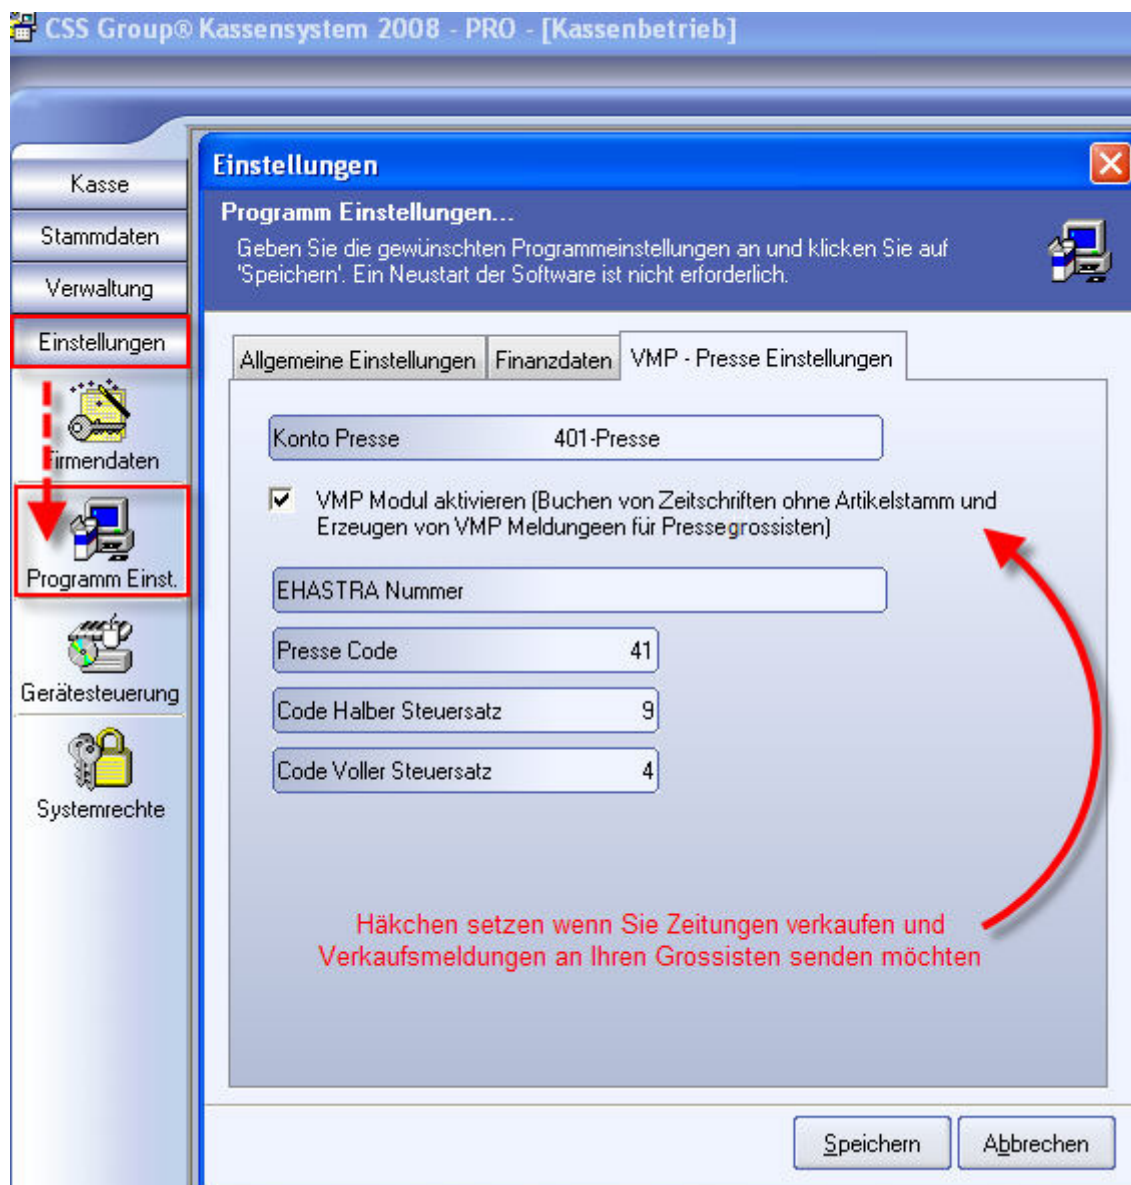 CSS Group® Kassensystem 2008 - PRO - [Kassenbetrieb]
Kasse
Stammdaten
Verwaltung
Einstellungen
Firmendaten
Programm Einst.
Gerätesteuerung
Systemrechte
Einstellungen
Programm Einstellungen...
Geben Sie die gewünschten Programmeinstellungen an und klicken Sie auf
'Speichern'. Ein Neustart der Software ist nicht erforderlich.
Allgemeine Einstellungen Finanzdaten VMP - Presse Einstellungen
Konto Presse 401-Presse
VMP Modul aktivieren (Buchen von Zeitschriften ohne Artikelstamm und
Erzeugen von VMP Meldungeen für Pressegrossisten)
EHASTRA Nummer
Presse Code 41
Code Halber Steuersatz 9
Code Voller Steuersatz 4
Häkchen setzen wenn Sie Zeitungen verkaufen und
Verkaufsmeldungen an Ihren Grossisten senden möchten
Speichern Abbrechen